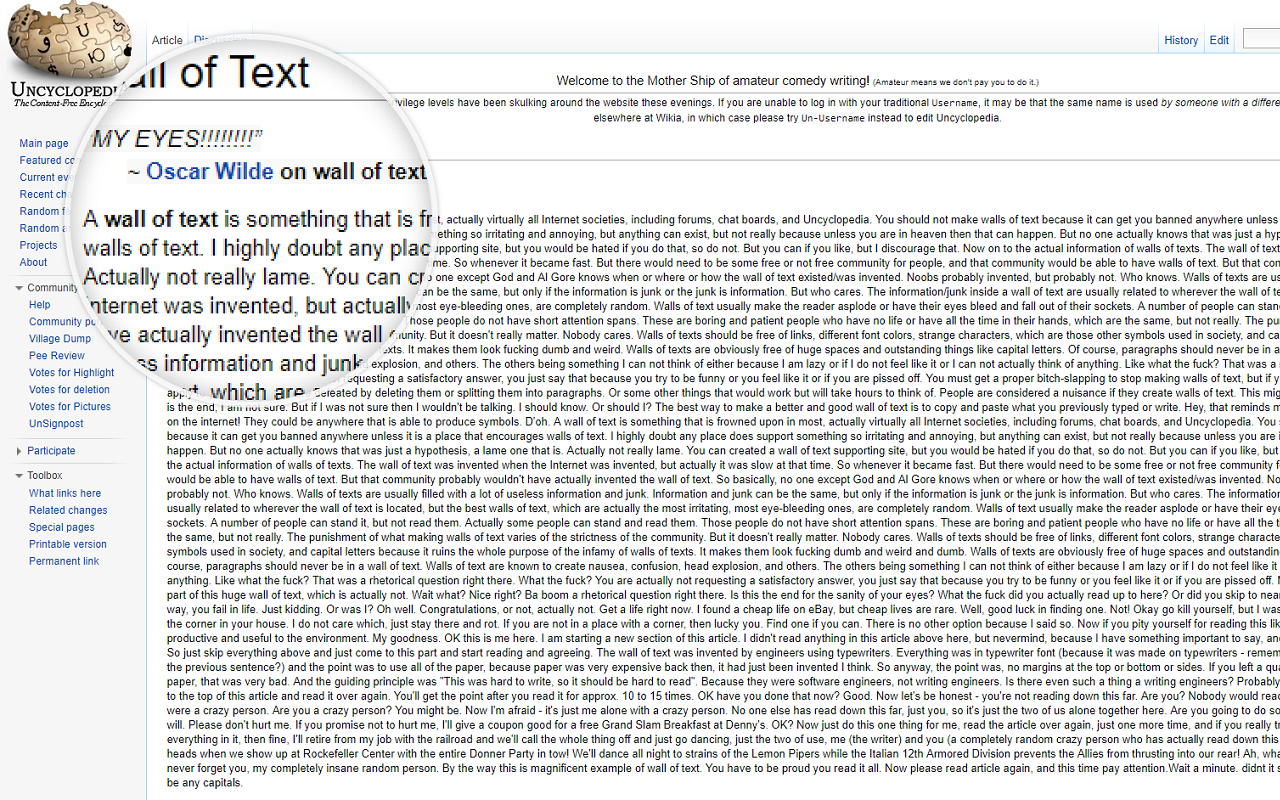 Article
History
Edit
UNCYCLOPEDI
The Content-Free Encyclo
all of Text
“MY EYES!!!!!!!!”
~ Oscar Wilde on wall of text
A wall of text is something that is fr
walls of text. I highly doubt any plac
Actually not really lame. You can cr
internet was invented, but actually
ve actually invented the wall
information and junk
which are
Welcome to the Mother Ship of amateur comedy writing! (Amateur means we don't pay you to do it.)
levels have been skulking around the website these evenings. If you are unable to log in with your traditional Username, it may be that the same name is used by someone with a differe
elsewhere at Wikia, in which case please try Un-Username instead to edit Uncyclopedia.
Main page
Featured co
Current eve
Recent ch
Random
Random
Projects
About
Community
Help
Community po
Village Dump
Pee Review
Votes for Highlight
Votes for deletion
Votes for Pictures
UnSignpost
Participate
Toolbox
What links here
Related changes
Special pages
Printable version
Permanent link
t, actually virtually all Internet societies, including forums, chat boards, and Uncyclopedia. You should not make walls of text because it can get you banned anywhere unless
ething so irritating and annoying, but anything can exist, but not really because unless you are in heaven then that can happen. But no one actually knows that was just a hyp
pporting site, but you would be hated if you do that, so do not. But you can if you like, but I discourage that. Now on to the actual information of walls of texts. The wall of text
me. So whenever it became fast. But there would need to be some free or not free community for people, and that community would be able to have walls of text. But that com
o one except God and Al Gore knows when or where or how the wall of text existed/was invented. Noobs probably invented, but probably not. Who knows. Walls of texts are us
can be the same, but only if the information is junk or the junk is information. But who cares. The information/junk inside a wall of text are usually related to wherever the wall of t
most eye-bleeding ones, are completely random. Walls of text usually make the reader asplode or have their eyes bleed and fall out of their sockets. A number of people can stan
hose people do not have short attention spans. These are boring and patient people who have no life or have all the time in their hands, which are the same, but not really. The pu
munity. But it doesn't really matter. Nobody cares. Walls of texts should be free of links, different font colors, strange characters, which are those other symbols used in society, and ca
exts. It makes them look fucking dumb and weird. Walls of texts are obviously free of huge spaces and outstanding things like capital letters. Of course, paragraphs should never be in a
explosion, and others. The others being something I can not think of either because I am lazy or if I do not feel like it or I can not actually think of anything. Like what the fuck? That was a
equesting a satisfactory answer, you just say that because you try to be funny or you feel like it or if you are pissed off. You must get a proper bitch-slapping to stop making walls of text, but if y
defeated by deleting them or splitting them into paragraphs. Or some other things that would work but will take hours to think of. People are considered a nuisance if they create walls of text. This mig
is the end, I am not sure. But if I was not sure then I wouldn't be talking. I should know. Or should I? The best way to make a better and good wall of text is to copy and paste what you previously typed or write. Hey, that reminds m
on the internet! They could be anywhere that is able to produce symbols. D'oh. A wall of text is something that is frowned upon in most, actually virtually all Internet societies, including forums, chat boards, and Uncyclopedia. You
because it can get you banned anywhere unless it is a place that encourages walls of text. I highly doubt any place does support something so irritating and annoying, but anything can exist, but not really because unless you are i
happen. But no one actually knows that was just a hypothesis, a lame one that is. Actually not really lame. You can created a wall of text supporting site, but you would be hated if you do that, so do not. But you can if you like, but
the actual information of walls of texts. The wall of text was invented when the Internet was invented, but actually it was slow at that time. So whenever it became fast. But there would need to be some free or not free community f
would be able to have walls of text. But that community probably wouldn't have actually invented the wall of text. So basically, no one except God and Al Gore knows when or where or how the wall of text existed/was invented. No
probably not. Who knows. Walls of texts are usually filled with a lot of useless information and junk. Information and junk can be the same, but only if the information is junk or the junk is information. But who cares. The information
usually related to wherever the wall of text is located, but the best walls of text, which are actually the most irritating, most eye-bleeding ones, are completely random. Walls of text usually make the reader asplode or have their eye
sockets. A number of people can stand it, but not read them. Actually some people can stand and read them. Those people do not have short attention spans. These are boring and patient people who have no life or have all the t
the same, but not really. The punishment of what making walls of text varies of the strictness of the community. But it doesn't really matter. Nobody cares. Walls of texts should be free of links, different font colors, strange characte
symbols used in society, and capital letters because it ruins the whole purpose of the infamy of walls of texts. It makes them look fucking dumb and weird and dumb. Walls of texts are obviously free of huge spaces and outstandin
course, paragraphs should never be in a wall of text. Walls of text are known to create nausea, confusion, head explosion, and others. The others being something I can not think of either because I am lazy or if I do not feel like it
anything. Like what the fuck? That was a rhetorical question right there. What the fuck? You are actually not requesting a satisfactory answer, you just say that because you try to be funny or you feel like it or if you are pissed off.
part of this huge wall of text, which is actually not. Wait what? Nice right? Ba boom a rhetorical question right there. Is this the end for the sanity of your eyes? What the fuck did you actually read up to here? Or did you skip to nea
way, you fail in life. Just kidding. Or was I? Oh well. Congratulations, or not, actually not. Get a life right now. I found a cheap life on eBay, but cheap lives are rare. Well, good luck in finding one. Not! Okay go kill yourself, but I was
the corner in your house. I do not care which, just stay there and rot. If you are not in a place with a corner, then lucky you. Find one if you can. There is no other option because I said so. Now if you pity yourself for reading this lik
productive and useful to the environment. My goodness. OK this is me here. I am starting a new section of this article. I didn't read anything in this article above here, but nevermind, because I have something important to say, an
So just skip everything above and just come to this part and start reading and agreeing. The wall of text was invented by engineers using typewriters. Everything was in typewriter font (because it was made on typewriters - remem
the previous sentence?) and the point was to use all of the paper, because paper was very expensive back then, it had just been invented I think. So anyway, the point was, no margins at the top or bottom or sides. If you left a qu
paper, that was very bad. And the guiding principle was "This was hard to write, so it should be hard to read". Because they were software engineers, not writing engineers. Is there even such a thing a writing engineers? Probably
to the top of this article and read it over again. You'll get the point after you read it for approx. 10 to 15 times. OK have you done that now? Good. Now let's be honest - you're not reading down this far. Are you? Nobody would read
were a crazy person. Are you a crazy person? You might be. Now I'm afraid - it's just me alone with a crazy person. No one else has read down this far, just you, so it's just the two of us alone together here. Are you going to do so
will. Please don't hurt me. If you promise not to hurt me, I'll give a coupon good for a free Grand Slam Breakfast at Denny's. OK? Now just do this one thing for me, read the article over again, just one more time, and if you really tr
everything in it, then fine, I'll retire from my job with the railroad and we'll call the whole thing off and just go dancing, just the two of use, me (the writer) and you (a completely random crazy person who has actually read down this
heads when we show up at Rockefeller Center with the entire Donner Party in tow! We'll dance all night to strains of the Lemon Pipers while the Italian 12th Armored Division prevents the Allies from thrusting into our rear! Ah, wha
never forget you, my completely insane random person. By the way this is magnificent example of wall of text. You have to be proud you read it all. Now please read article again, and this time pay attention.Wait a minute. didnt it s
be any capitals.